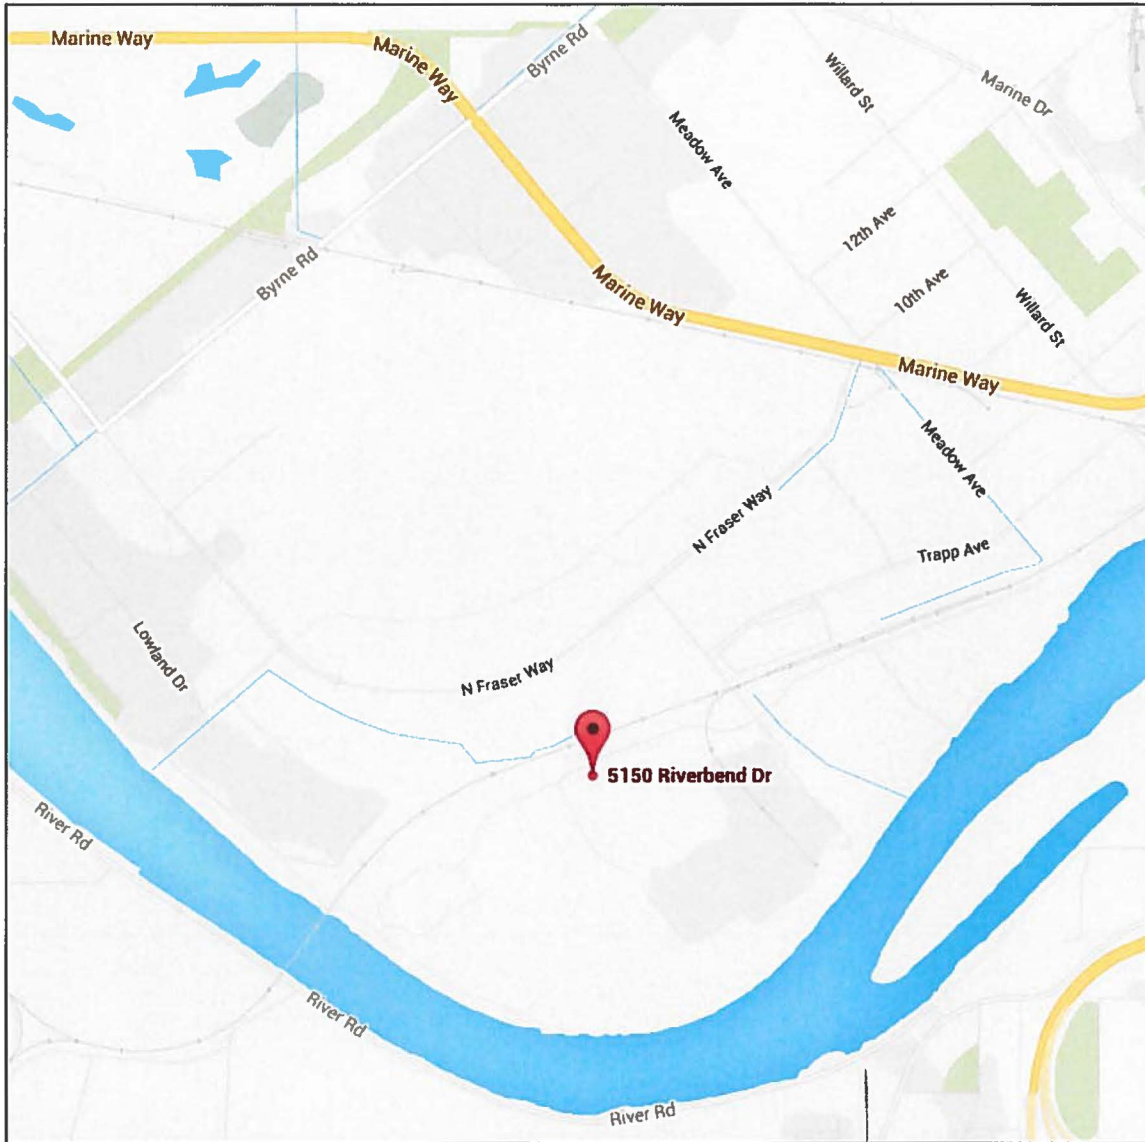 Marine Way
Marine Way
Byrne Rd
Willard St
Marine Dr
Meadow Ave
12th Ave
Byrne Rd
10th Ave
Marine Way
Willard St
Marine Way
Meadow Ave
N Fraser Way
Trapp Ave
Lowland Dr
N Fraser Way
5150 Riverbend Dr
River Rd
River Rd
River Rd